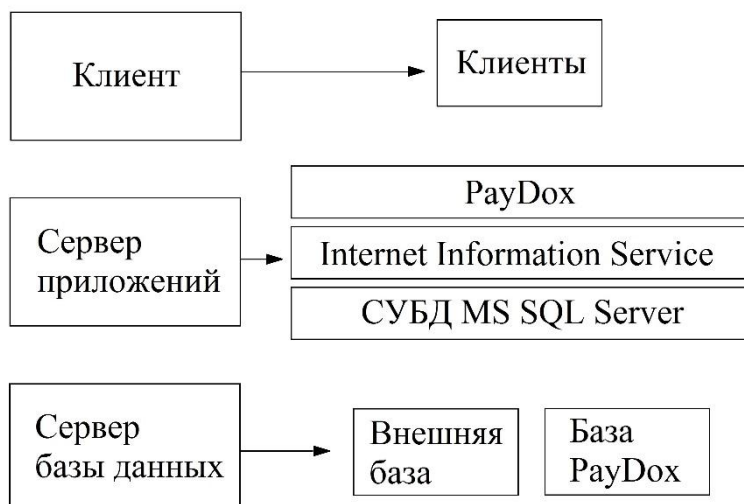 Клиент
Клиенты
Сервер
приложений
PayDox
Internet Information Service
СУБД MS SQL Server
Сервер
базы данных
Внешняя
база
База
PayDox